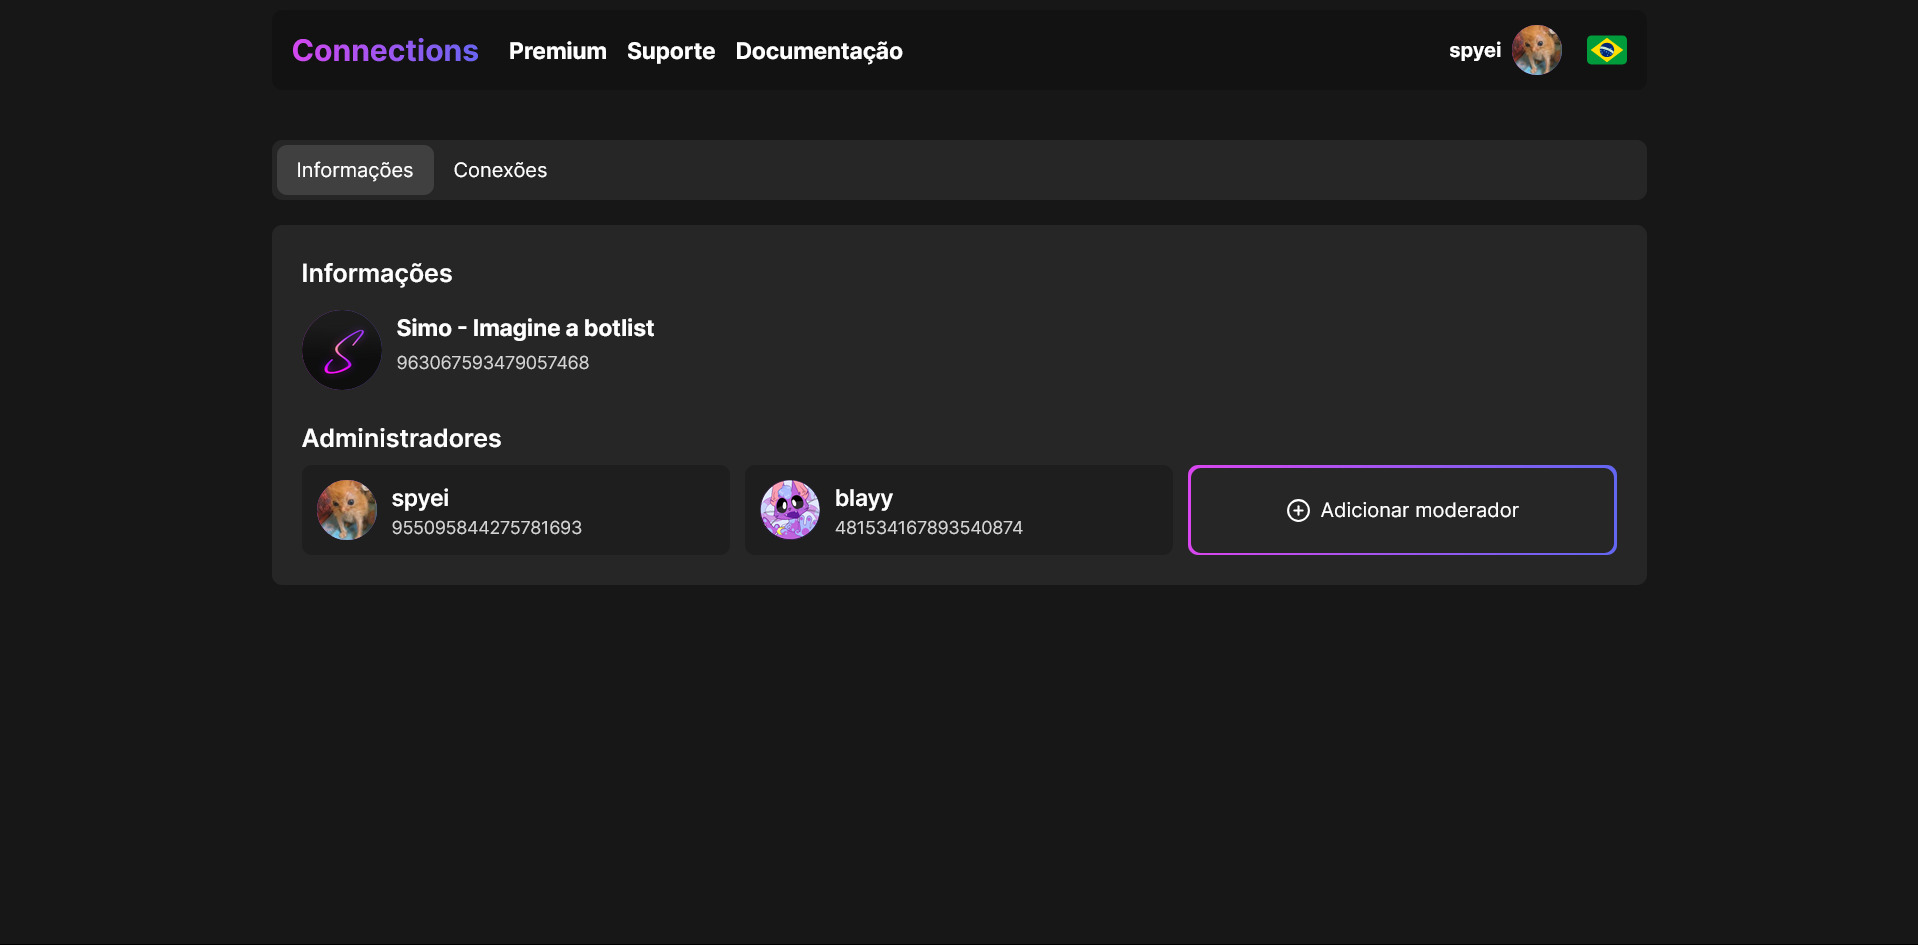 Connections Premium Suporte Documentação spyei
Informações Conexões
Informações
Simo - Imagine a botlist
963067593479057468
Administradores
spyei
955095844275781693
blayy
481534167893540874
Adicionar moderador